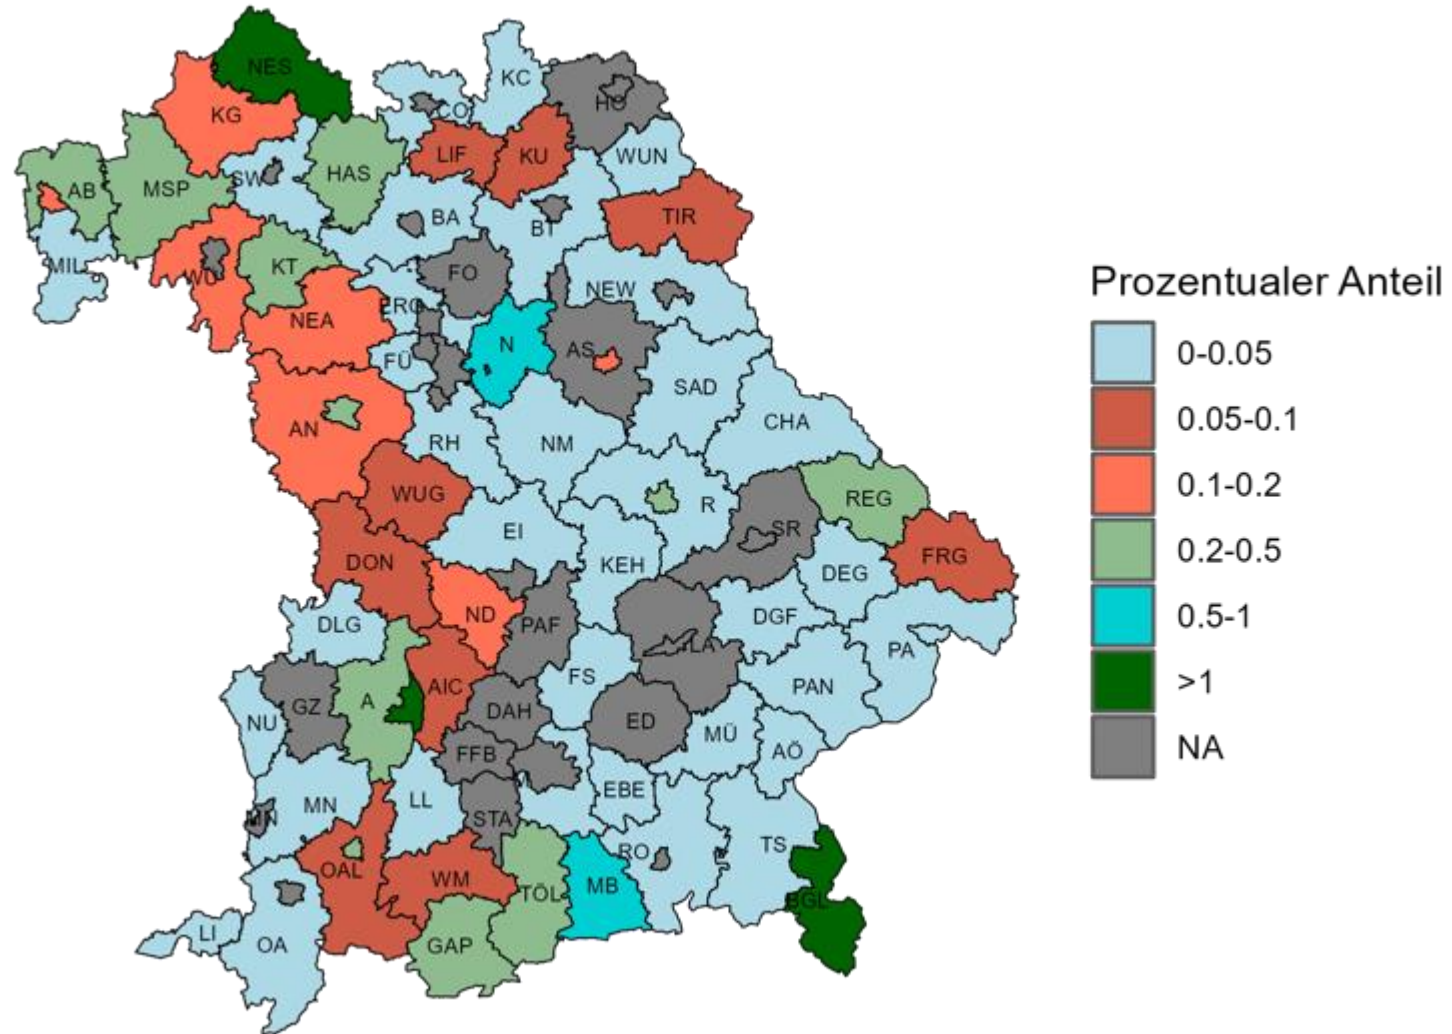 NES
KC
CO
HO
KG
LIF
KU
WUN
SW
HAS
AB
MSP
BA
BT
TIR
MIL
WÜ
KT
FO
NEW
ERG
NEA
FÜ
N
AS
SAD
AN
RH
NM
CHA
WUG
R
REG
EI
SR
DON
KEH
DEG
FRG
DLG
ND
PAF
DGF
LA
PA
A
AIC
FS
PAN
NU
GZ
DAH
ED
MÜ
AÖ
FFB
MN
LL
EBE
MN
STA
TS
RO
OAL
WM
TÖL
MB
BGL
LI
OA
GAP
Prozentualer Anteil
0-0.05
0.05-0.1
0.1-0.2
0.2-0.5
0.5-1
>1
NA